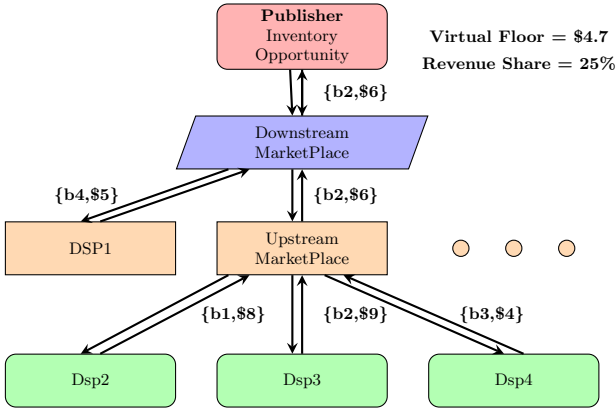 Publisher
Inventory
Opportunity
Virtual Floor = $4.7
Revenue Share = 25%
{b2,$6}
Downstream
MarketPlace
{b4,$5}
{b2,$6}
DSP1
Upstream
MarketPlace
{b1,$8}
{b2,$9}
{b3,$4}
Dsp2
Dsp3
Dsp4